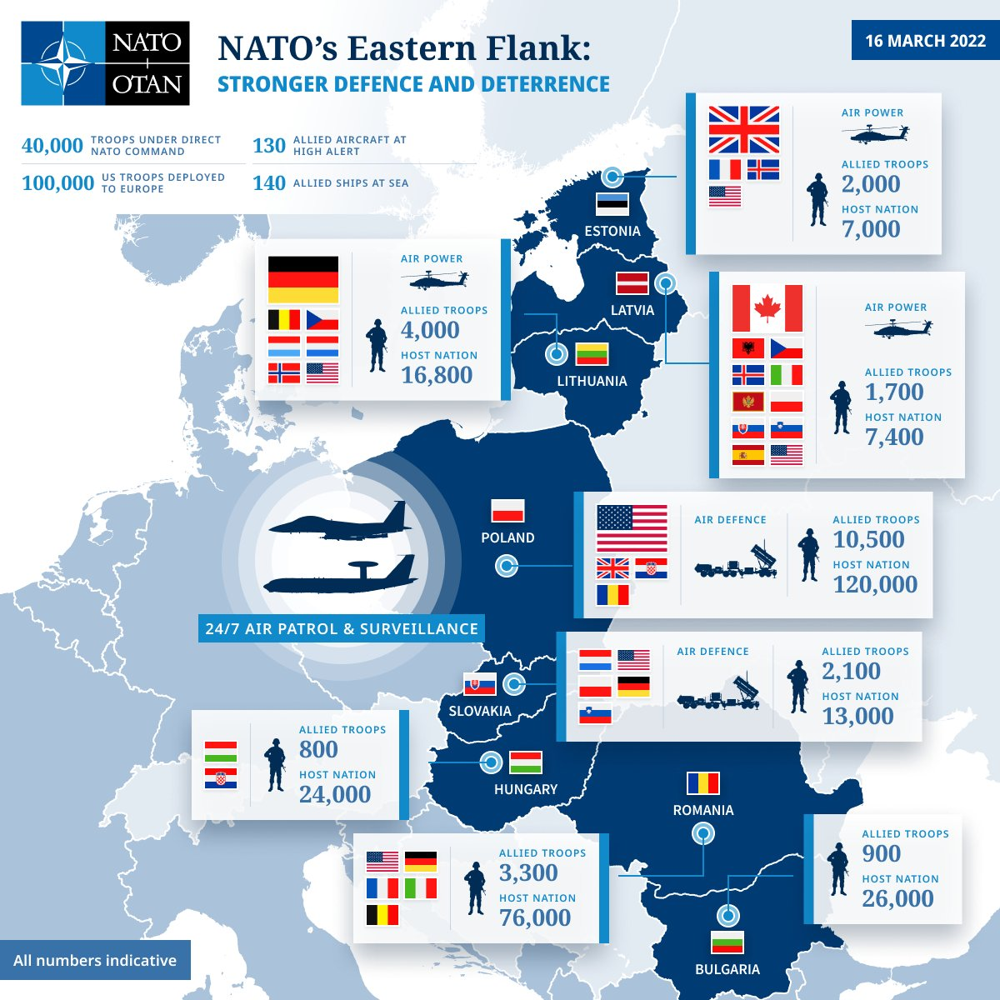 NATO
OTAN
NATO’s Eastern Flank:
STRONGER DEFENCE AND DETERRENCE
16 MARCH 2022
40,000 TROOPS UNDER DIRECT
NATO COMMAND
130 ALLIED AIRCRAFT AT
HIGH ALERT
100,000 US TROOPS DEPLOYED
TO EUROPE
140 ALLIED SHIPS AT SEA
AIR POWER
ALLIED TROOPS
2,000
HOST NATION
7,000
ESTONIA
AIR POWER
ALLIED TROOPS
4,000
HOST NATION
16,800
LATVIA
LITHUANIA
AIR POWER
ALLIED TROOPS
1,700
HOST NATION
7,400
POLAND
AIR DEFENCE
ALLIED TROOPS
10,500
HOST NATION
120,000
24/7 AIR PATROL & SURVEILLANCE
AIR DEFENCE
ALLIED TROOPS
2,100
HOST NATION
13,000
SLOVAKIA
ALLIED TROOPS
800
HOST NATION
24,000
HUNGARY
ROMANIA
ALLIED TROOPS
3,300
HOST NATION
76,000
ALLIED TROOPS
900
HOST NATION
26,000
BULGARIA
All numbers indicative